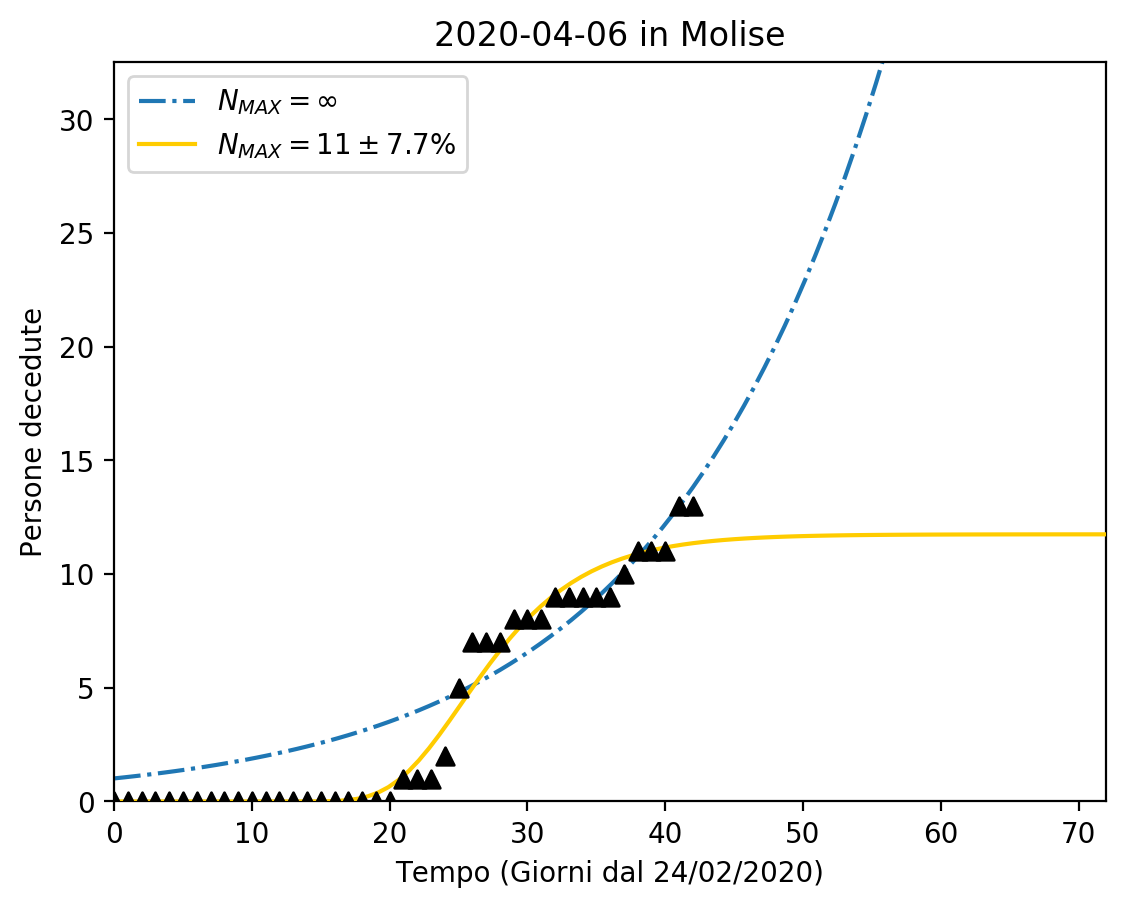 2020-04-06 in Molise
N_MAX = ∞
N_MAX = 11 ± 7.7%
Persone decedute
30
25
20
15
10
5
0
0 10 20 30 40 50 60 70
Tempo (Giorni dal 24/02/2020)